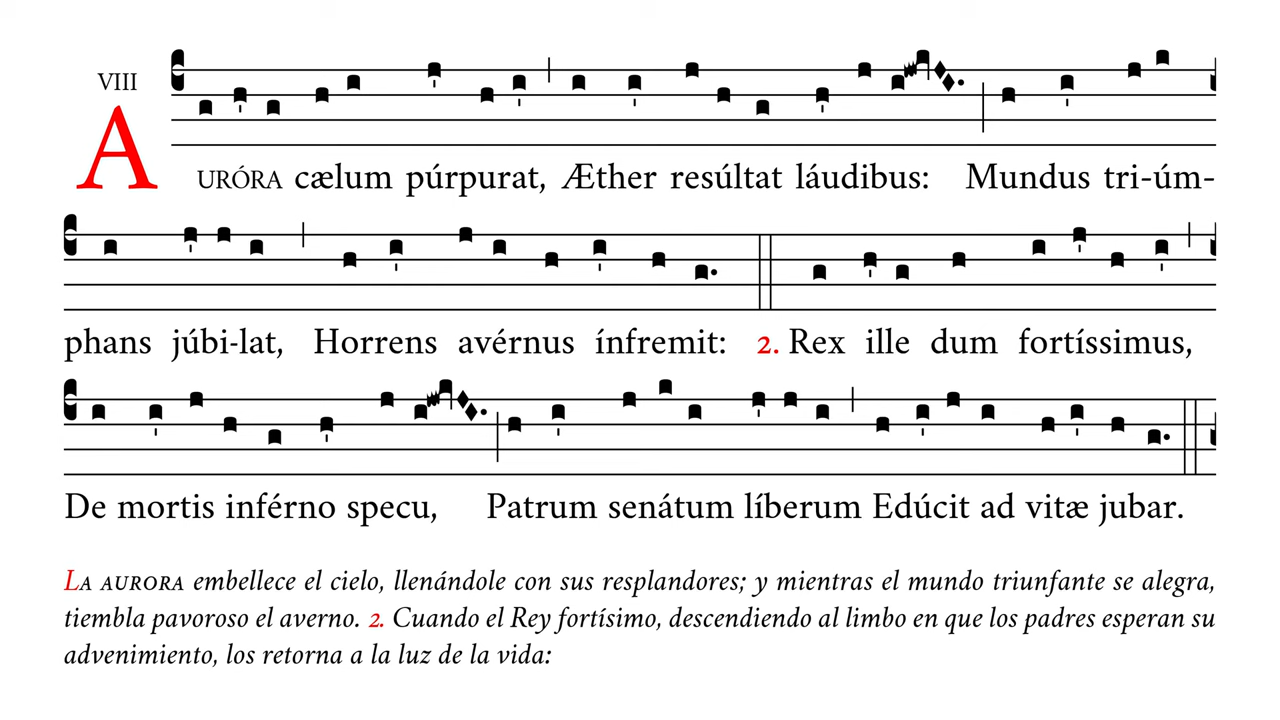 VIII
AURÓRA cælum púrpurat, Æther resúltat láudibus: Mundus tri-úm-
phans júbi-lat, Horrens avérnus ínfremit: 2. Rex ille dum fortíssimus,
De mortis inférno specu, Patrum senátum líberum Edúcit ad vitæ jubar.
LA AURORA embellece el cielo, llenándole con sus resplandores; y mientras el mundo triunfante se alegra,
tiembla pavoroso el averno. 2. Cuando el Rey fortísimo, descendiendo al limbo en que los padres esperan su
advenimiento, los retorna a la luz de la vida: